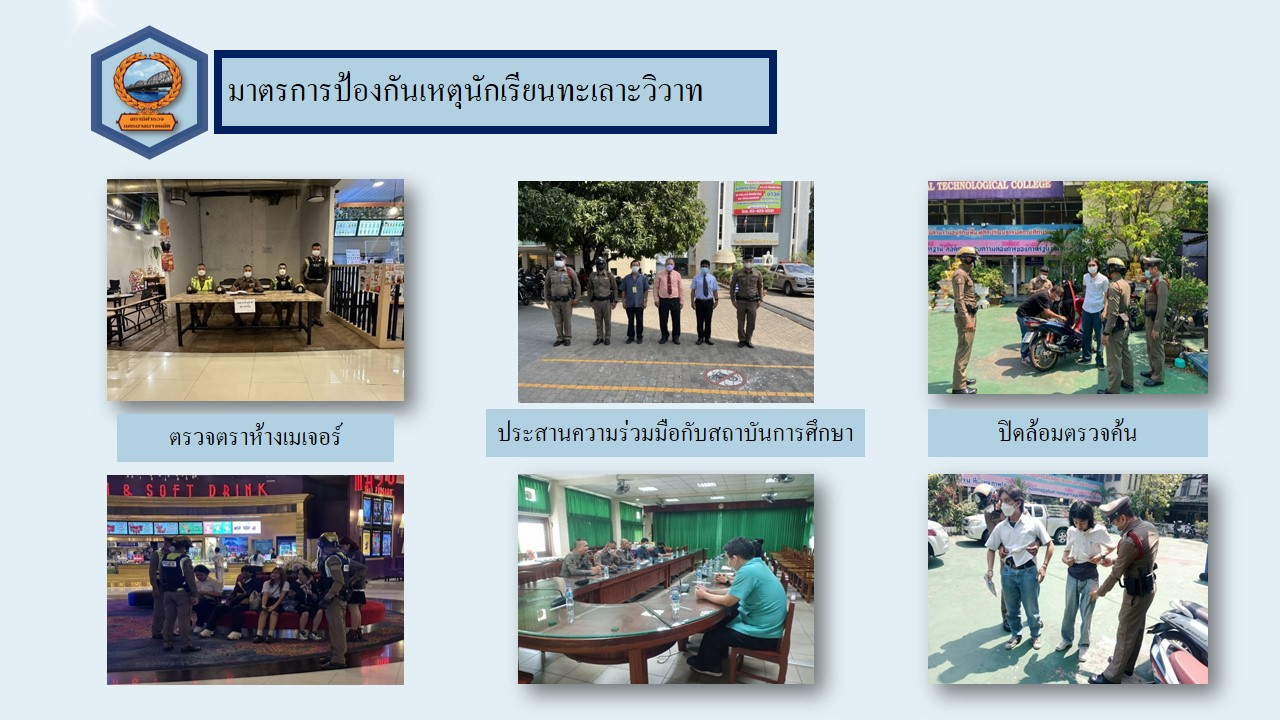 มาตรการป้องกันเหตุนักเรียนทะเลาะวิวาท
AL TECHNOLOGICAL COLLEGE
ตรวจตราห้างเมเจอร์
ประสานความร่วมมือกับสถาบันการศึกษา
ปิดล้อมตรวจค้น
& SOFT DRINK